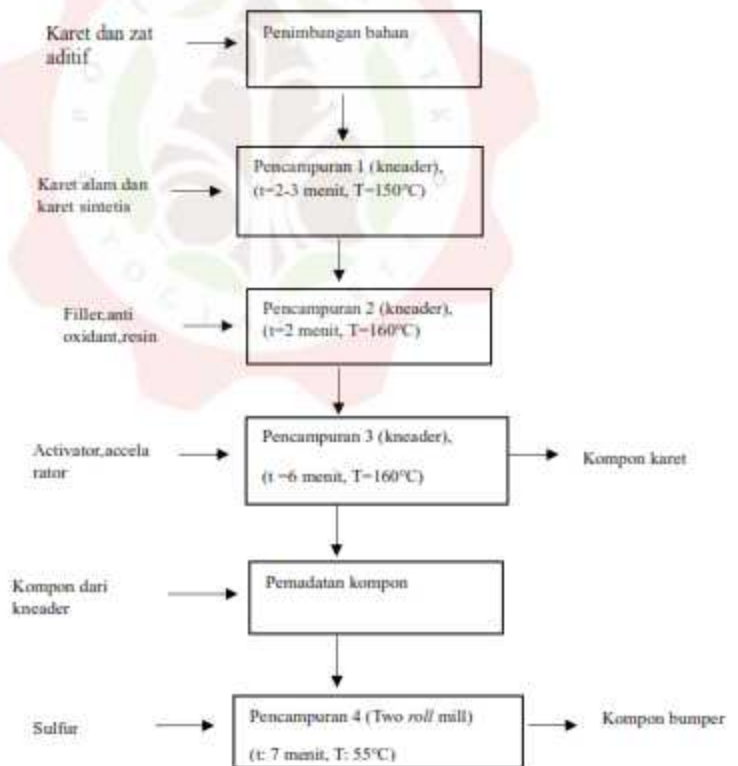 Karet dan zat
aditif
Penimbangan bahan
Karet alam dan
karet sintetis
Pencampuran 1 (kneader),
(t=2-3 menit, T=150°C)
Filler,anti
oxidant,resin
Pencampuran 2 (kneader),
(t=2 menit, T=160°C)
Activator,accela
rator
Pencampuran 3 (kneader),
(t =6 menit, T=160°C)
Kompon karet
Kompon dari
kneader
Pemadatan kompon
Sulfur
Pencampuran 4 (Two roll mill)
(t: 7 menit, T: 55°C)
Kompon bumper